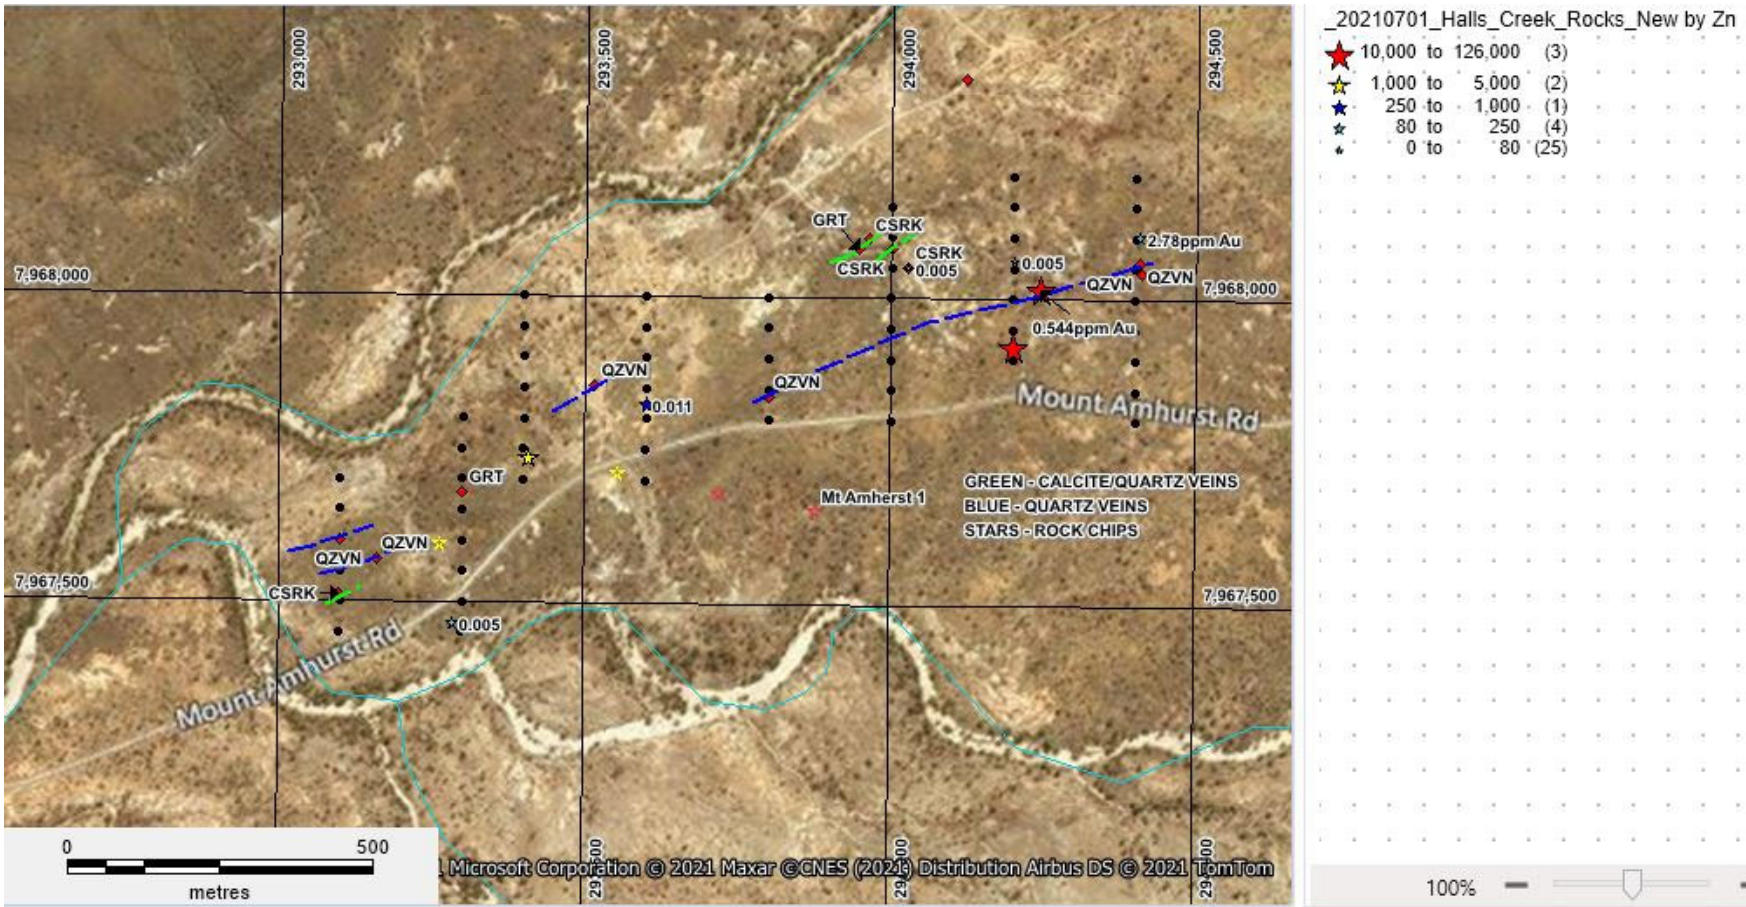 293,000
293,500
294,000
294,500
GRT
CSRK
CSRK
CSRK
0.005
2.78ppm Au
0.005
7,968,000
QZVN
QZVN
7,968,000
0.544ppm Au
QZVN
QZVN
0.011
Mount Amhurst Rd
GRT
Mt Amherst 1
GREEN - CALCITE/QUARTZ VEINS
BLUE - QUARTZ VEINS
STARS - ROCK CHIPS
QZVN
QZVN
7,967,500
CSRK
7,967,500
0.005
Mount Amhurst Rd
0 500
metres
Microsoft Corporation © 2021 Maxar ©CNES (2021) Distribution Airbus DS © 2021 TomTom
_20210701_Halls_Creek_Rocks_New by Zn
10,000 to 126,000 (3)
1,000 to 5,000 (2)
250 to 1,000 (1)
80 to 250 (4)
0 to 80 (25)
100%